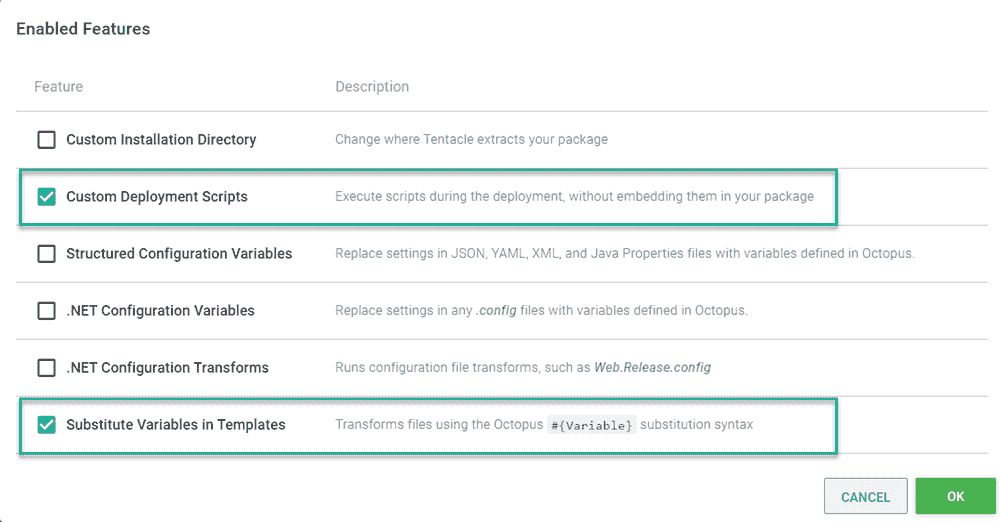 Enabled Features
Feature Description
Custom Installation Directory Change where Tentacle extracts your package
Custom Deployment Scripts Execute scripts during the deployment, without embedding them in your package
Structured Configuration Variables Replace settings in JSON, YAML, XML, and Java Properties files with variables defined in Octopus.
.NET Configuration Variables Replace settings in any .config files with variables defined in Octopus.
.NET Configuration Transforms Runs configuration file transforms, such as Web.Release.config
Substitute Variables in Templates Transforms files using the Octopus #{Variable} substitution syntax
CANCEL OK